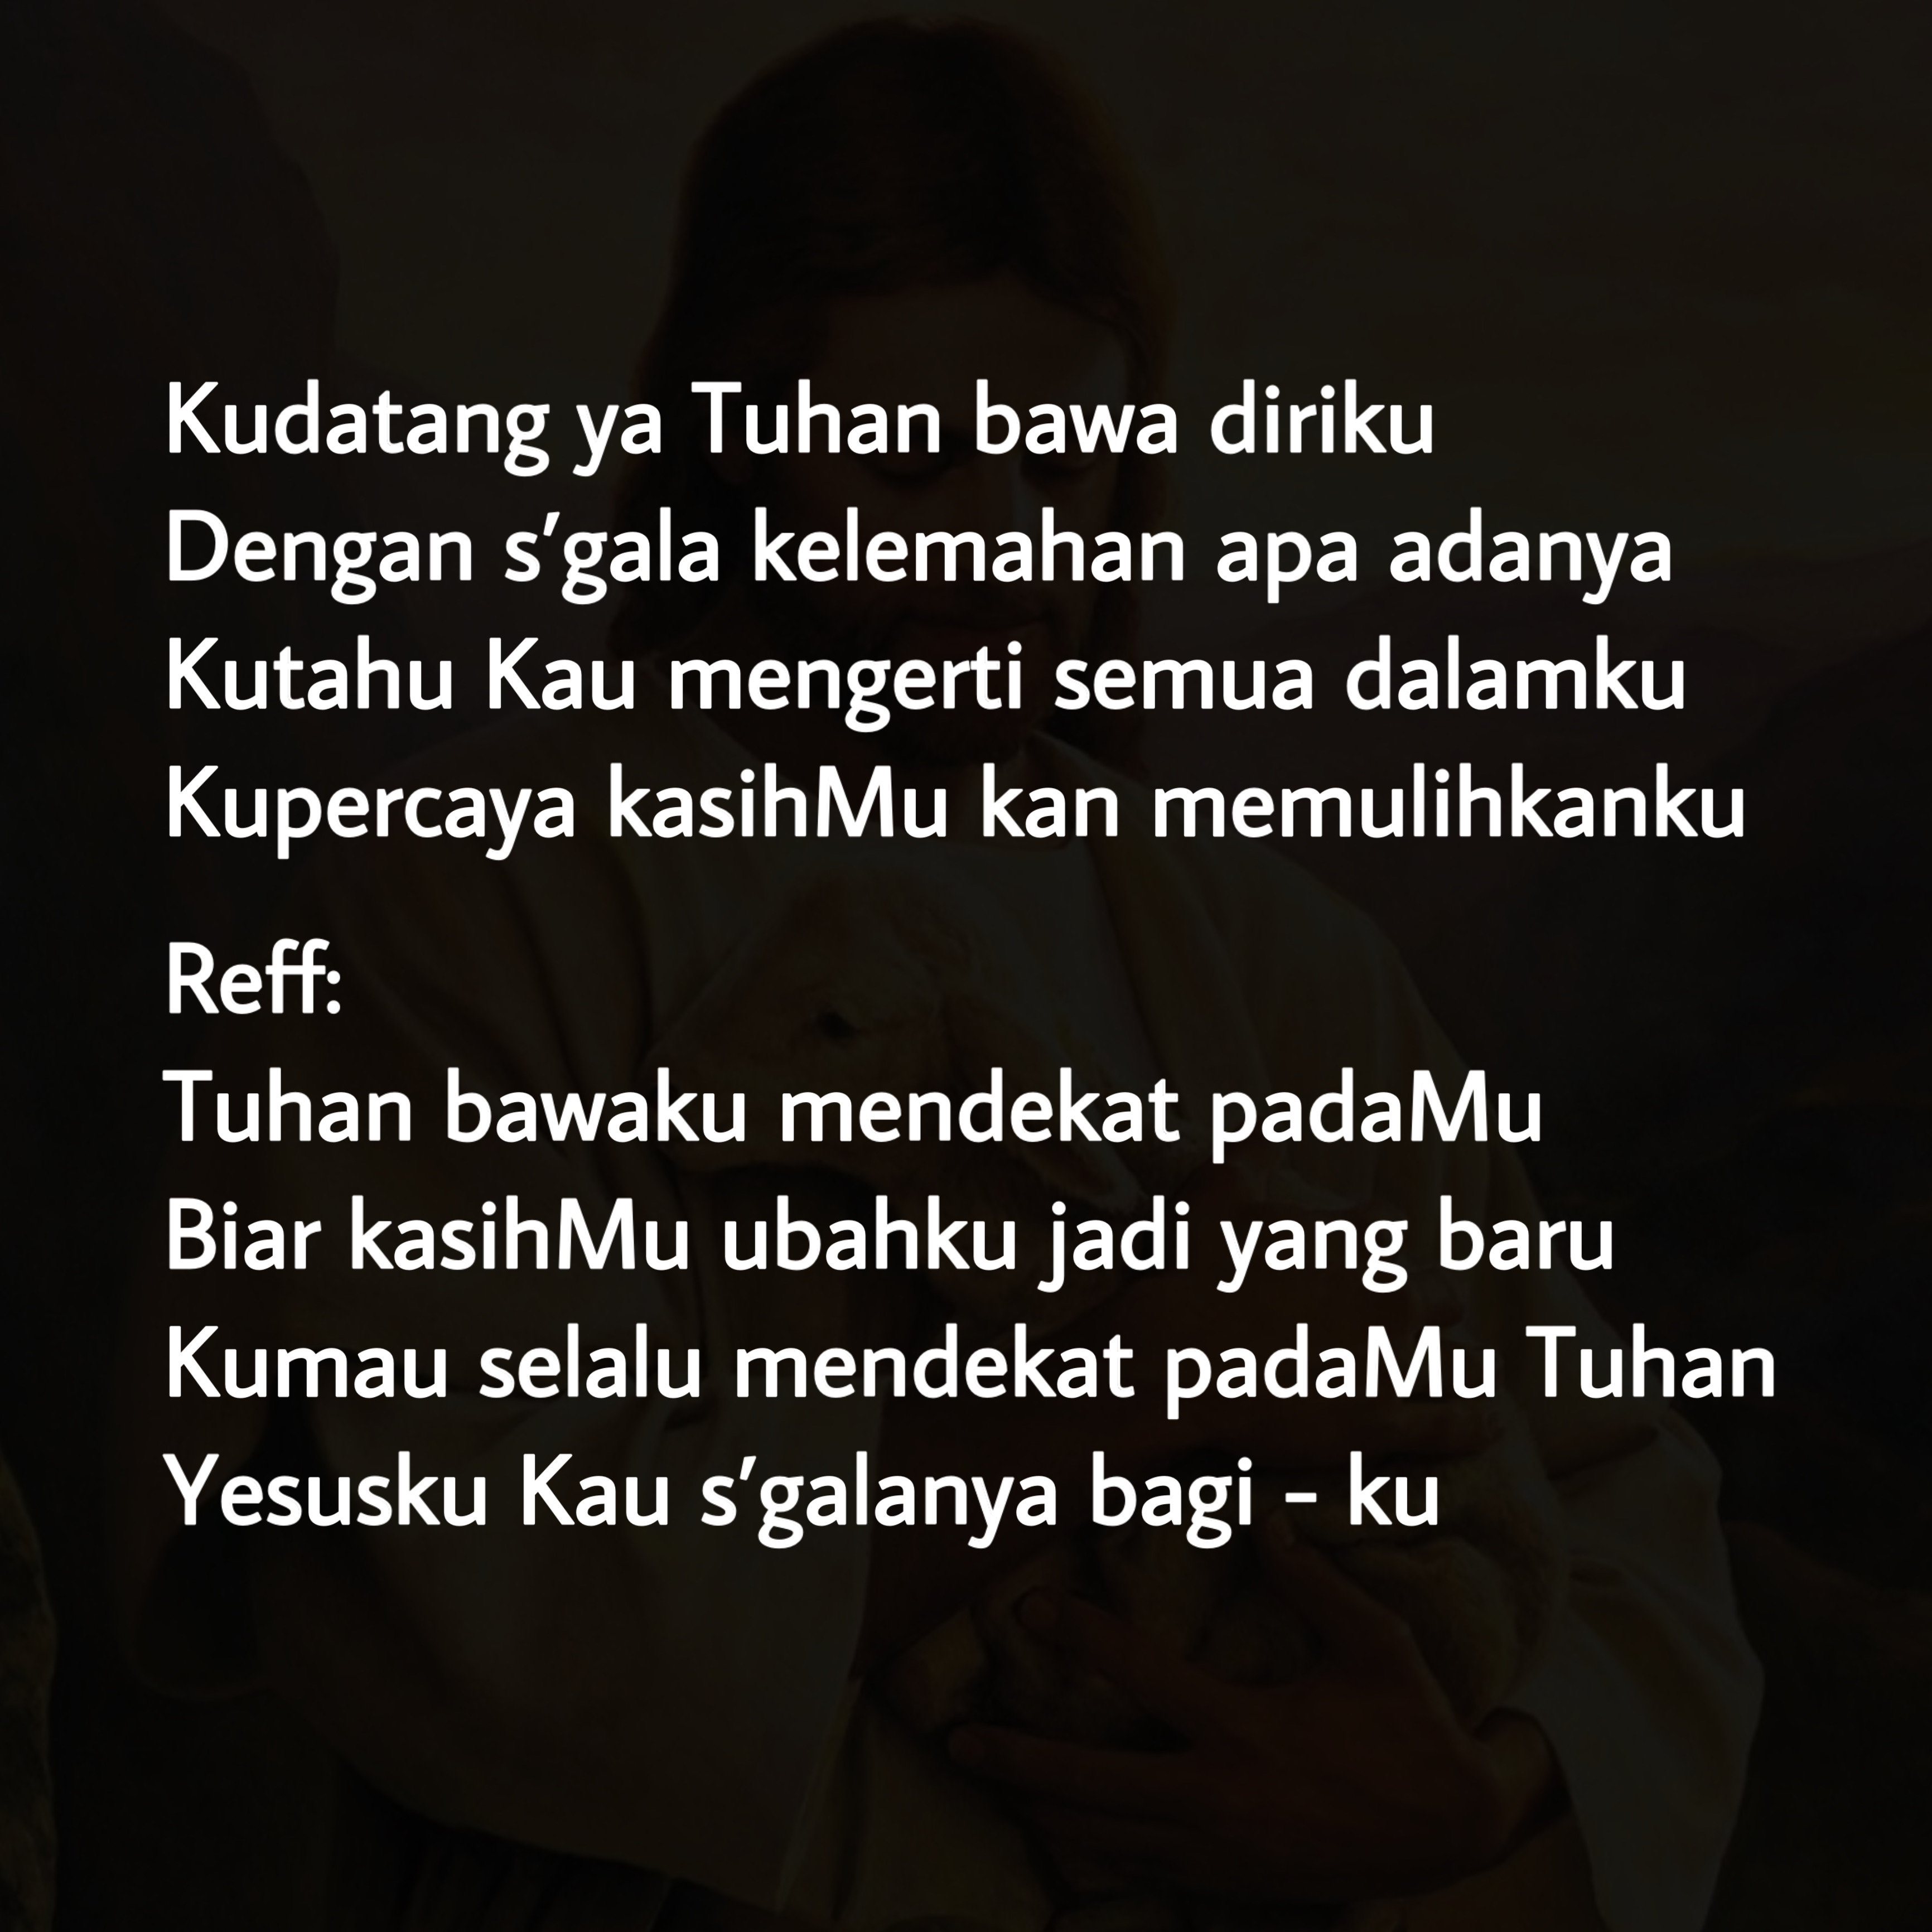 Kudatang ya Tuhan bawa diriku
Dengan s'gala kelemahan apa adanya
Kutahu Kau mengerti semua dalamku
Kupercaya kasihMu kan memulihkanku
Reff:
Tuhan bawaku mendekat padaMu
Biar kasihMu ubahku jadi yang baru
Kumau selalu mendekat padaMu Tuhan
Yesusku Kau s'galanya bagi - ku